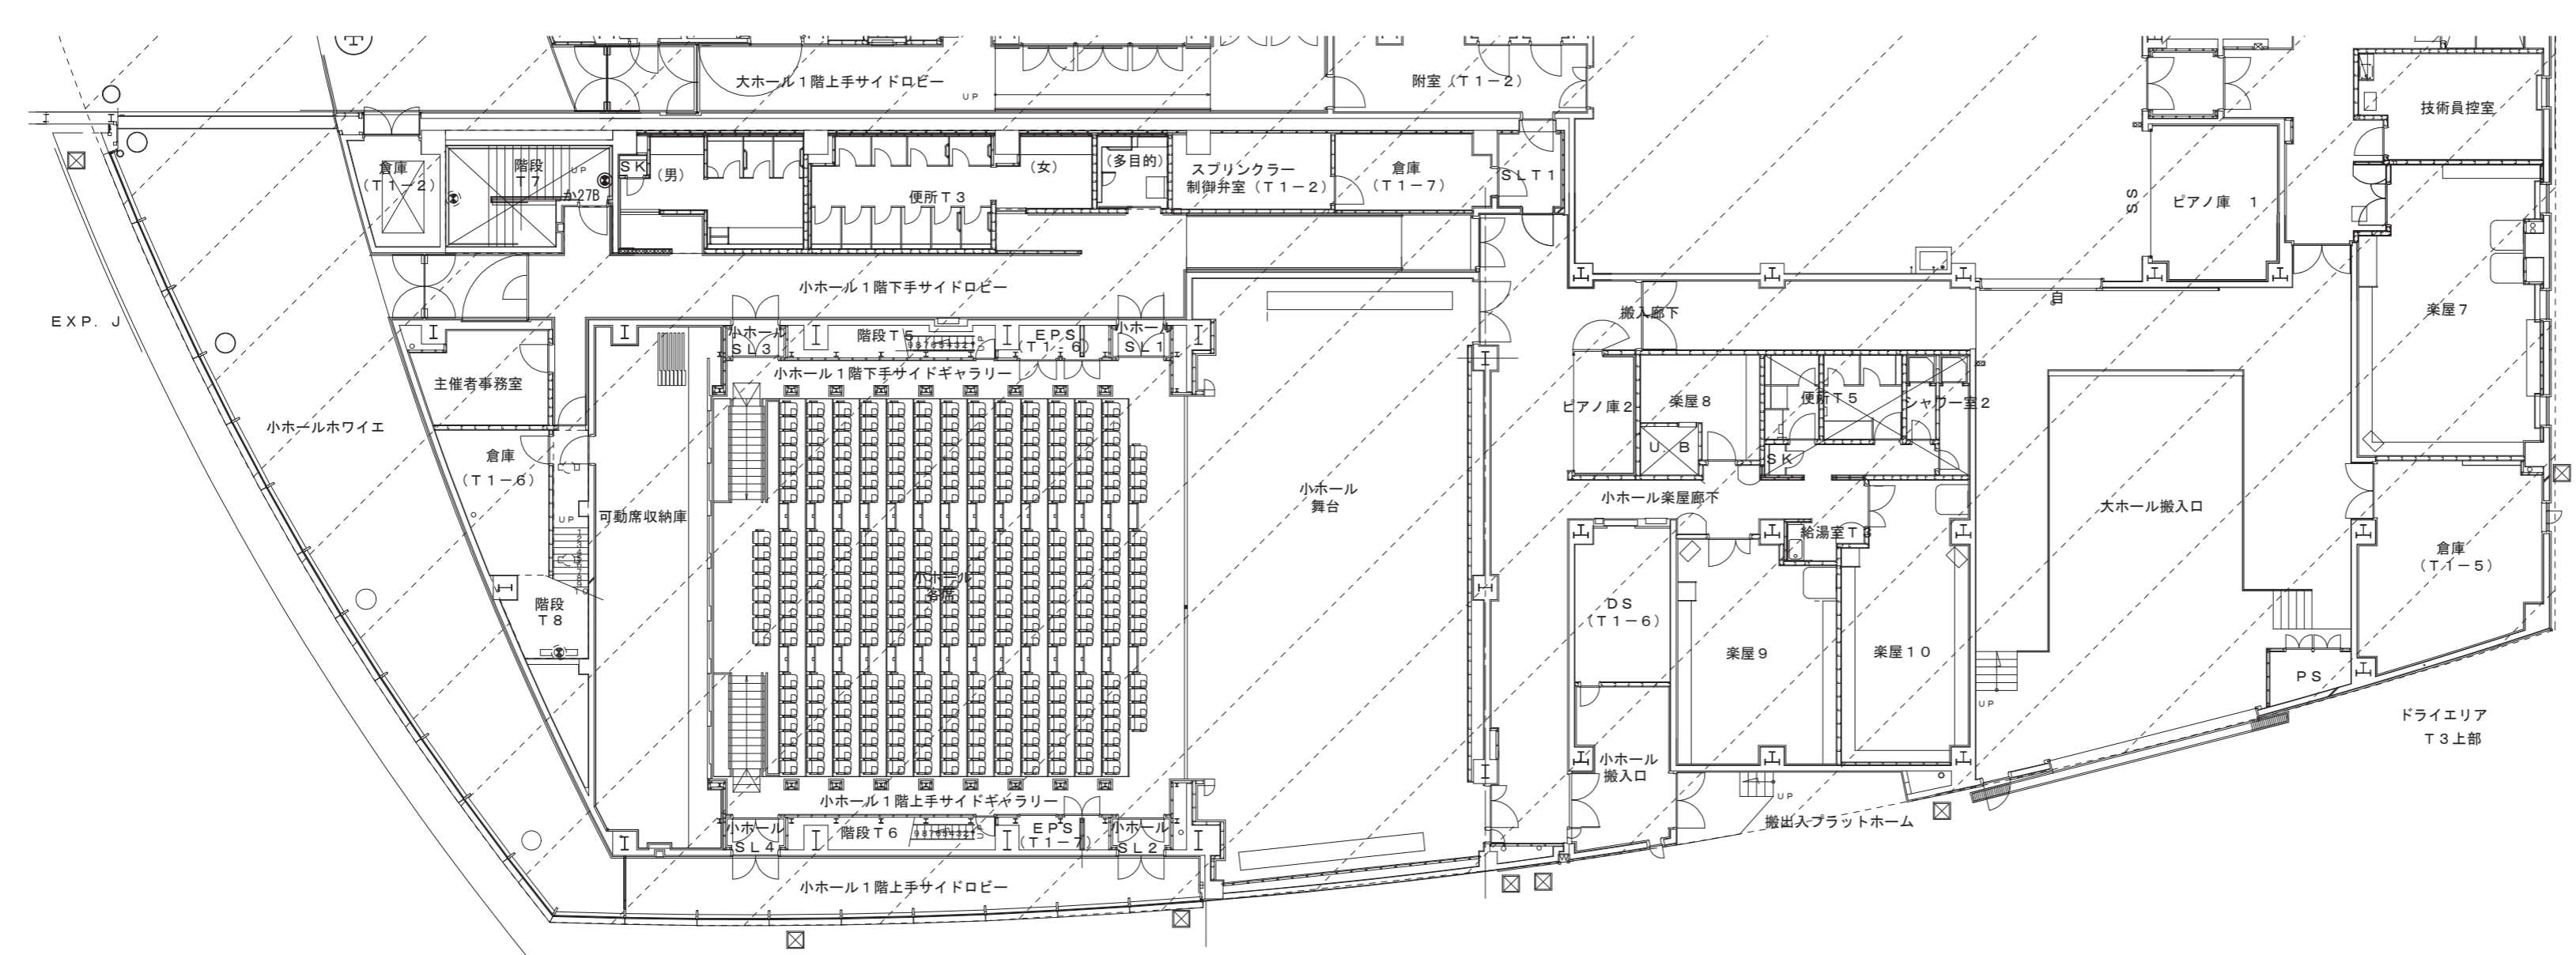 大ホール1階上手サイドロビー
UP
附室(T1-2)
技術員控室
倉庫
(T1-2)
階段
T7
UP
か27B
SK
(男)
便所T3
(女)
(多目的)
スプリンクラー
制御弁室(T1-2)
倉庫
(T1-7)
SLT1
SS
ピアノ庫 1
小ホール1階下手サイドロビー
自
搬入廊下
楽屋7
EXP. J
小ホール
SL3
階段T5
987654321
EPS
(T1-6)
小ホール
SL1
主催者事務室
小ホール1階下手サイドギャラリー
小ホールホワイエ
ピアノ庫2
楽屋8
便所T5
シャワー室2
U B
SK
倉庫
(T1-6)
UP
可動席収納庫
小ホール
舞台
小ホール楽屋廊下
大ホール搬入口
給湯室T3
小ホール
客席
倉庫
(T1-5)
階段
T8
DS
(T1-6)
楽屋9
楽屋10
PS
UP
ドライエリア
T3上部
小ホール
搬入口
UP
搬出入プラットホーム
小ホール1階上手サイドギャラリー
小ホール
SL4
階段T6
987654321
EPS
(T1-7)
小ホール
SL2
小ホール1階上手サイドロビー